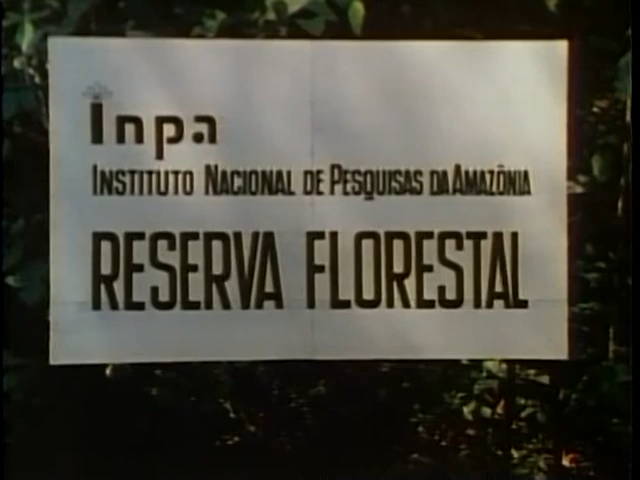 inpa
INSTITUTO NACIONAL DE PESQUISAS DA AMAZÔNIA
RESERVA FLORESTAL